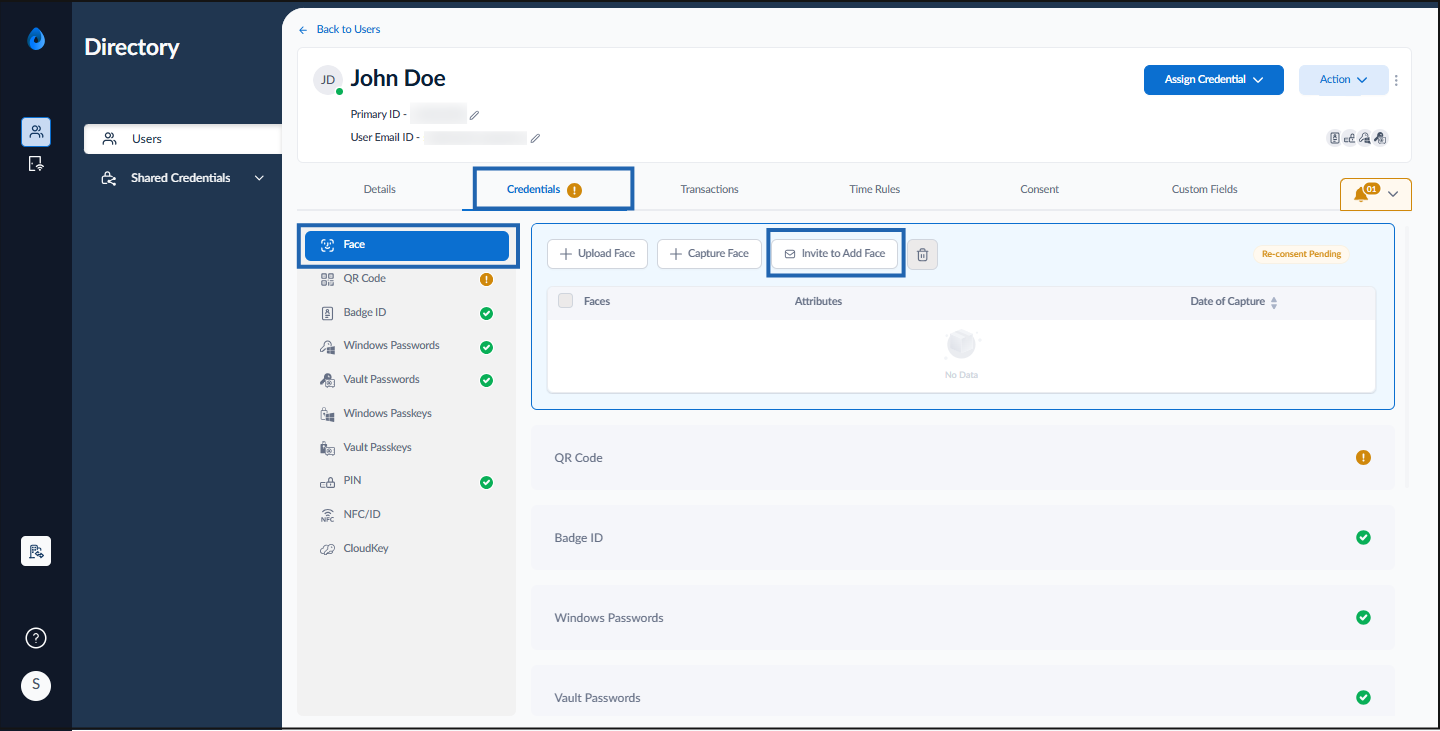 Directory
Users
Shared Credentials
S
Back to Users
JD
John Doe
Primary ID -
User Email ID -
Assign Credential
Action
Details
Credentials
Transactions
Time Rules
Consent
Custom Fields
01
Face
QR Code
Badge ID
Windows Passwords
Vault Passwords
Windows Passkeys
Vault Passkeys
PIN
NFC
NFC/ID
CloudKey
Upload Face
Capture Face
Invite to Add Face
Re-consent Pending
Faces
Attributes
Date of Capture
No Data
QR Code
Badge ID
Windows Passwords
Vault Passwords